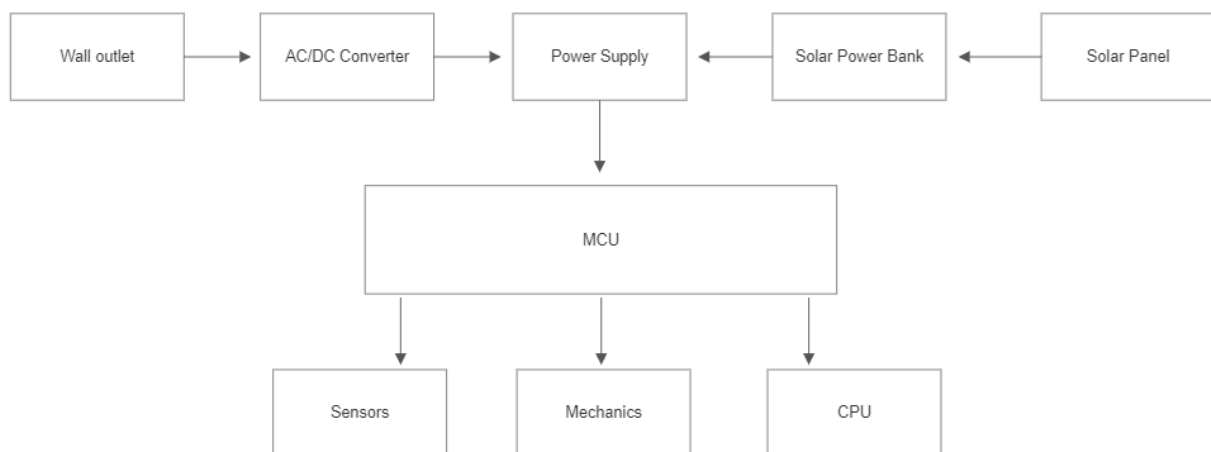 Wall outlet
AC/DC Converter
Power Supply
Solar Power Bank
Solar Panel
MCU
Sensors
Mechanics
CPU